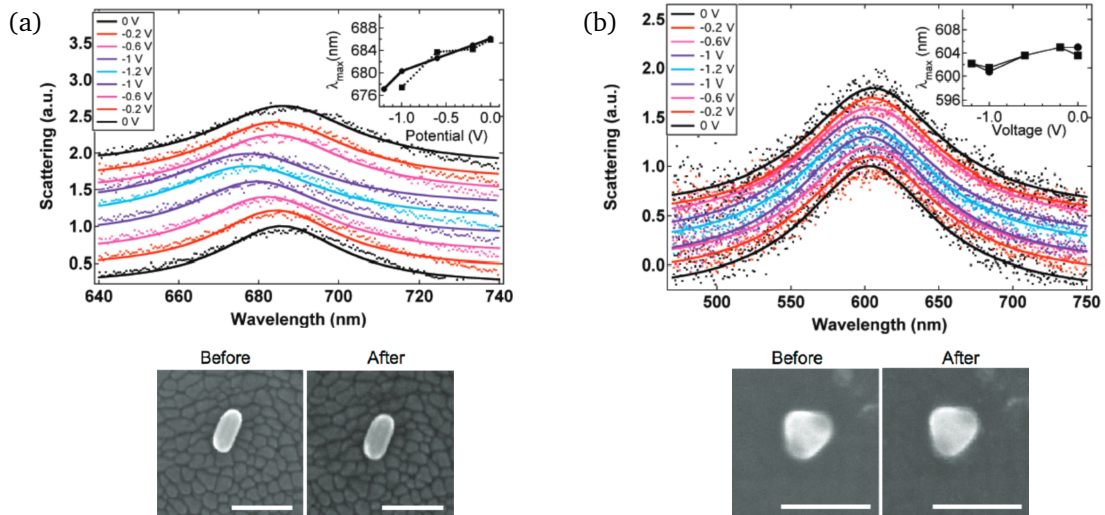 (a)
0 V
-0.2 V
-0.6 V
-1 V
-1.2 V
-1 V
-0.6 V
-0.2 V
0 V
3.5
3.0
2.5
2.0
1.5
1.0
0.5
Scattering (a.u.)
688
684
680
676
λmax(nm)
-1.0
-0.5
0.0
Potential (V)
640
660
680
700
720
740
Wavelength (nm)
Before
After
(b)
0 V
-0.2 V
-0.6V
-1 V
-1.2 V
-1 V
-0.6 V
-0.2 V
0 V
2.5
2.0
1.5
1.0
0.5
0.0
Scattering (a.u.)
608
604
600
596
λmax(nm)
-1.0
0.0
Voltage (V)
500
550
600
650
700
750
Wavelength (nm)
Before
After